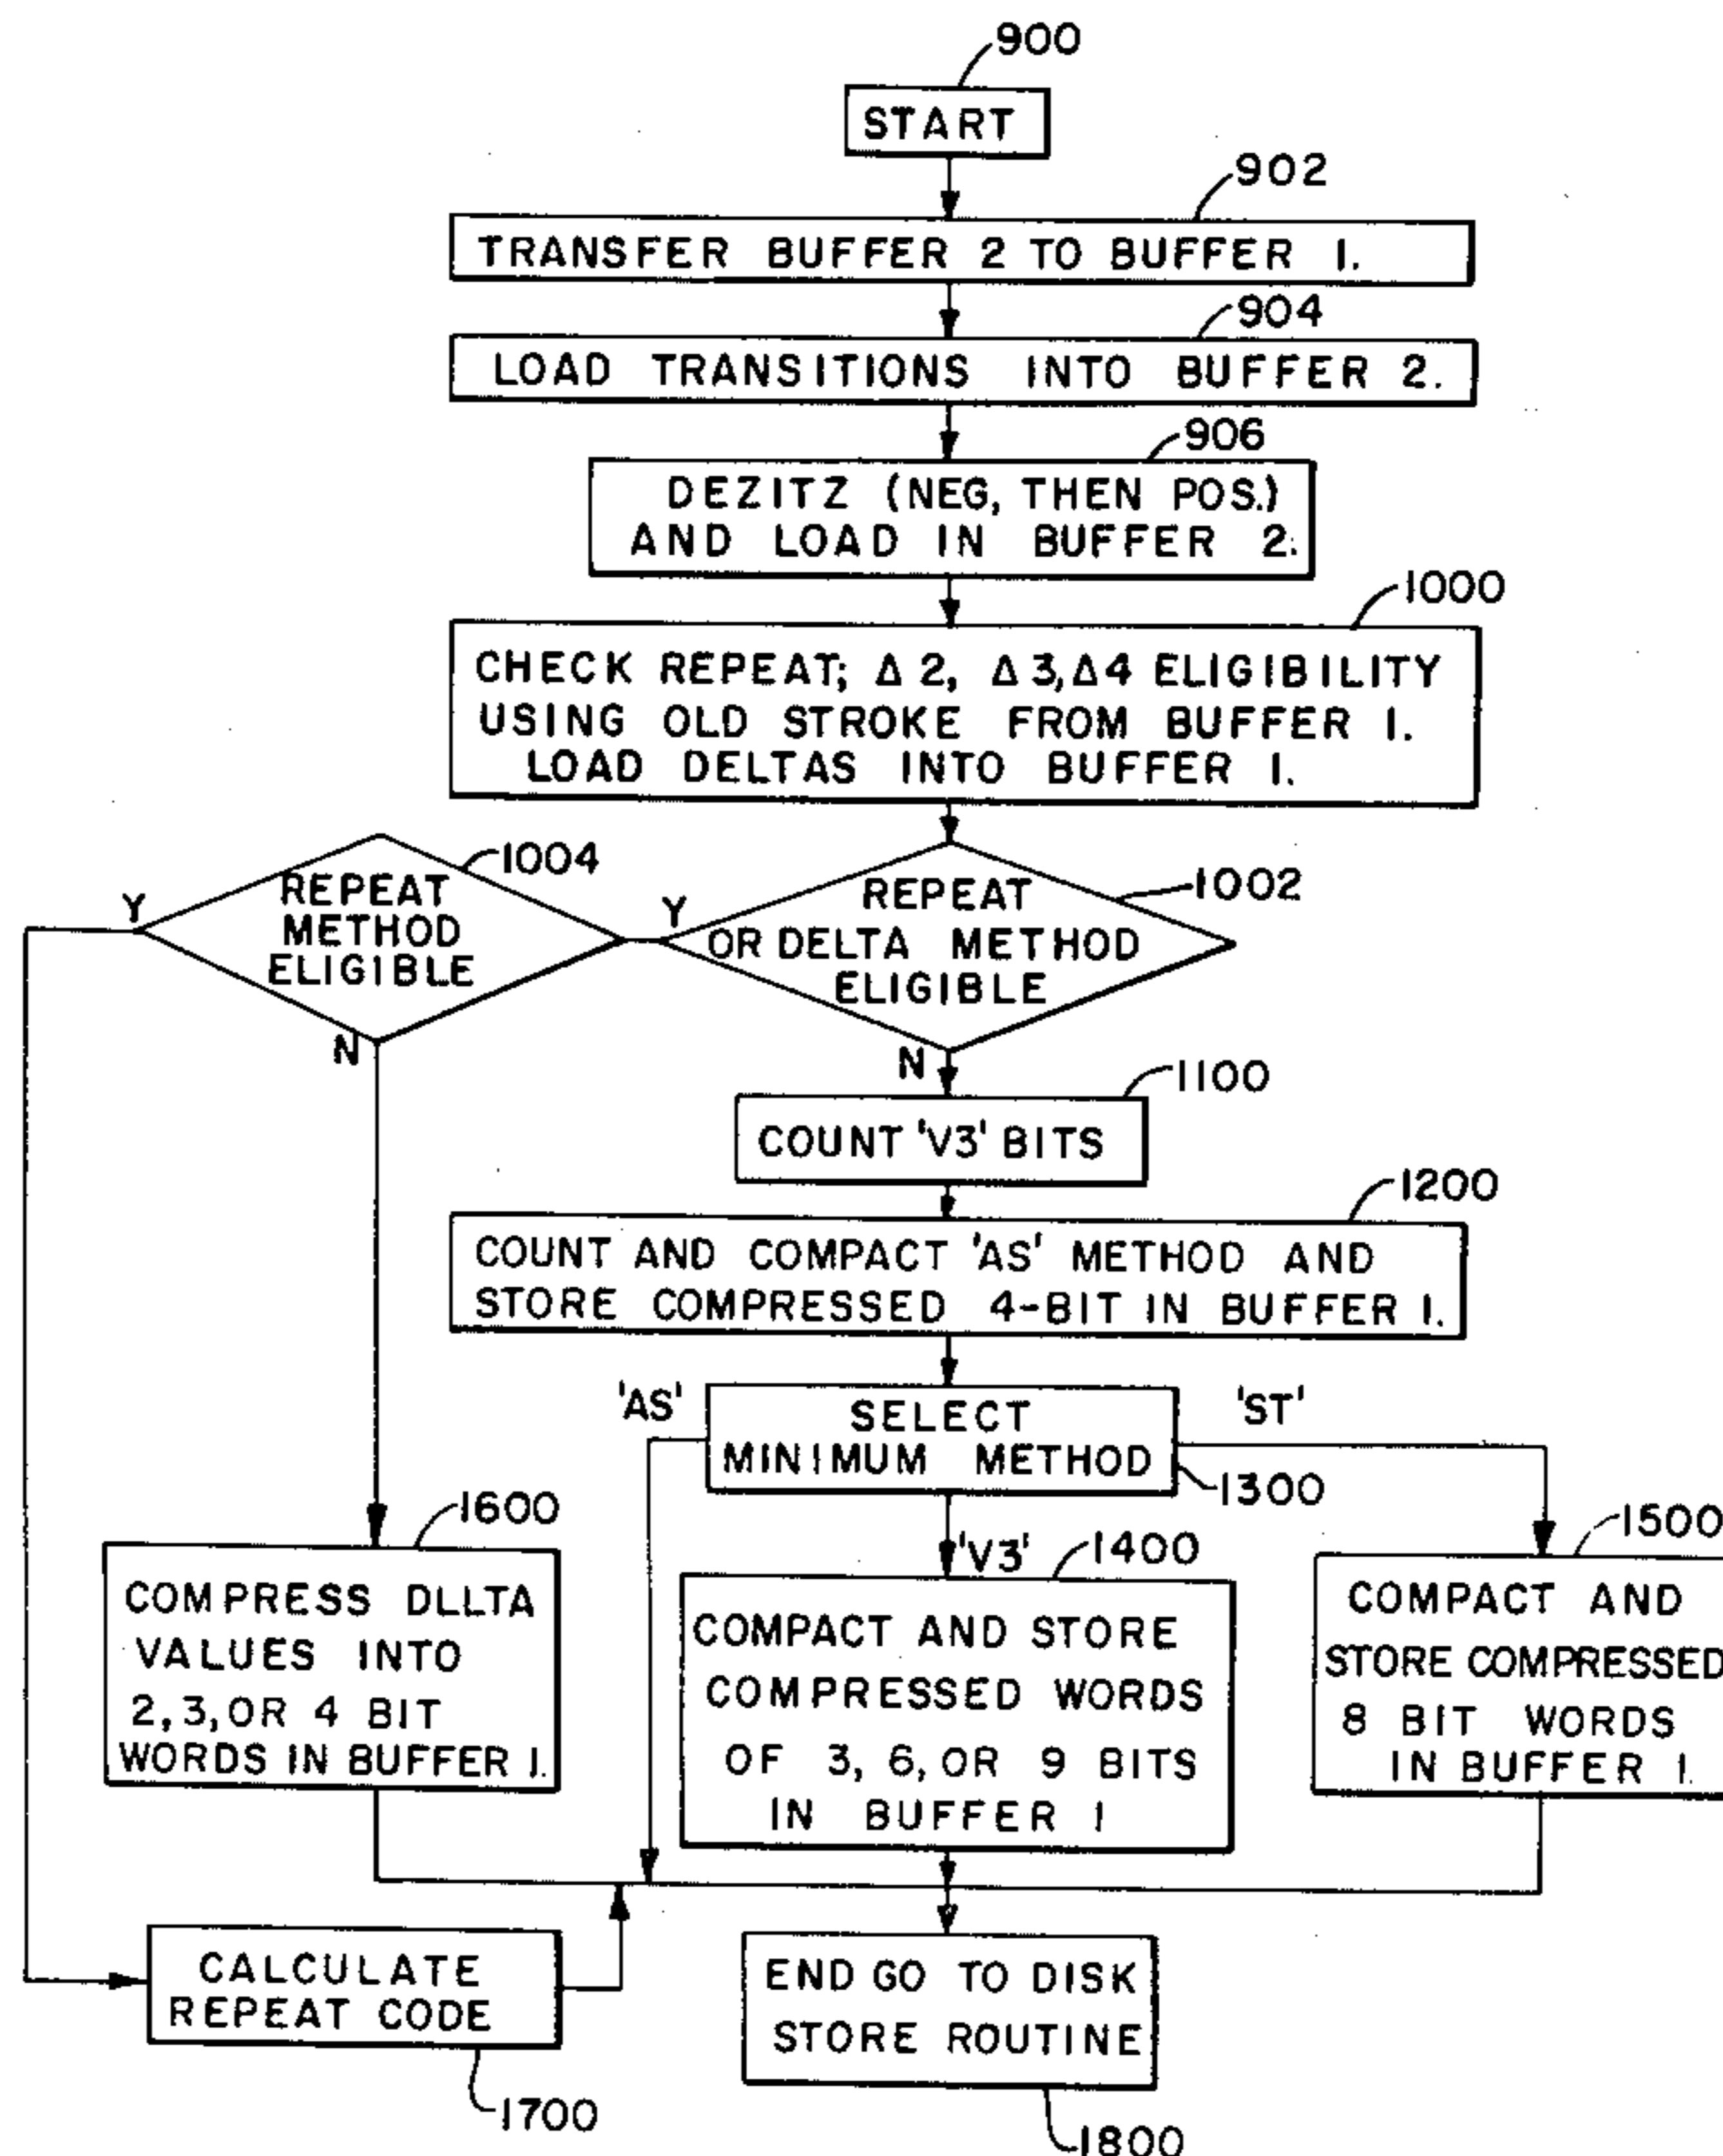 900
START
902
TRANSFER BUFFER 2 TO BUFFER 1.
904
LOAD TRANSITIONS INTO BUFFER 2.
906
DEZITZ (NEG, THEN POS.)
AND LOAD IN BUFFER 2.
1000
CHECK REPEAT; Δ2, Δ3, Δ4 ELIGIBILITY
USING OLD STROKE FROM BUFFER 1.
LOAD DELTAS INTO BUFFER 1.
1004
Y
REPEAT
METHOD
ELIGIBLE
N
1002
Y
REPEAT
OR DELTA METHOD
ELIGIBLE
N
1100
COUNT 'V3' BITS
1200
COUNT AND COMPACT 'AS' METHOD AND
STORE COMPRESSED 4-BIT IN BUFFER 1.
'AS'
SELECT
MINIMUM METHOD
'ST'
1300
1600
COMPRESS DLLTA
VALUES INTO
2, 3, OR 4 BIT
WORDS IN BUFFER 1.
'V3'
1400
COMPACT AND STORE
COMPRESSED WORDS
OF 3, 6, OR 9 BITS
IN BUFFER 1
1500
COMPACT AND
STORE COMPRESSED
8 BIT WORDS
IN BUFFER 1.
CALCULATE
REPEAT CODE
1700
END GO TO DISK
STORE ROUTINE
1800